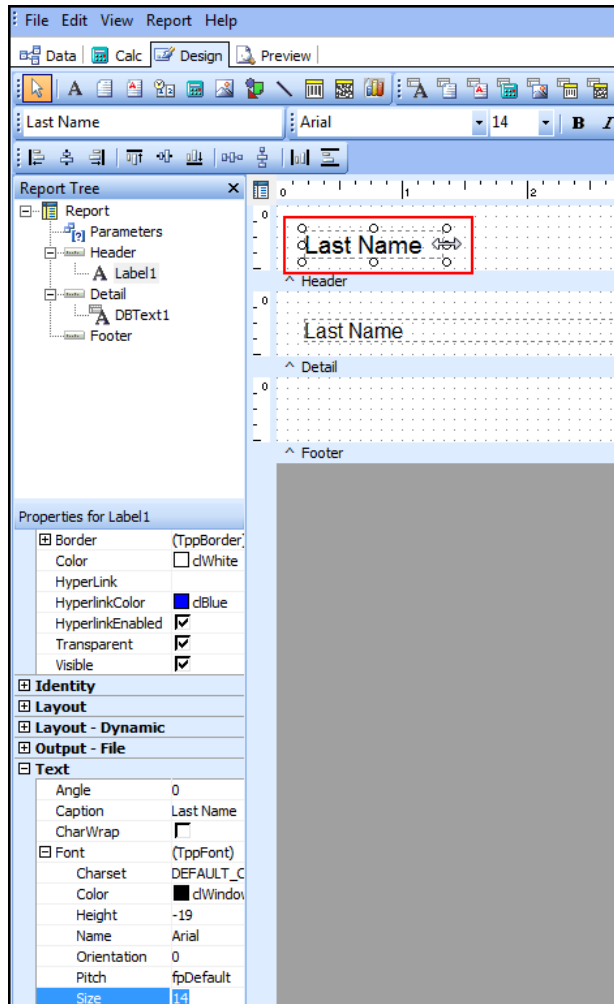 File Edit View Report Help
Data Calc Design Preview
Last Name Arial 14 B I
Report Tree
Report
Parameters
Header
Label1
Detail
DBText1
Footer
0 1 2
0
Last Name
^ Header
0
Last Name
^ Detail
0
^ Footer
Properties for Label1
Border (TppBorder)
Color clWhite
HyperLink
HyperlinkColor clBlue
HyperlinkEnabled
Transparent
Visible
Identity
Layout
Layout - Dynamic
Output - File
Text
Angle 0
Caption Last Name
CharWrap
Font (TppFont)
Charset DEFAULT_C
Color clWindow
Height -19
Name Arial
Orientation 0
Pitch fpDefault
Size 14